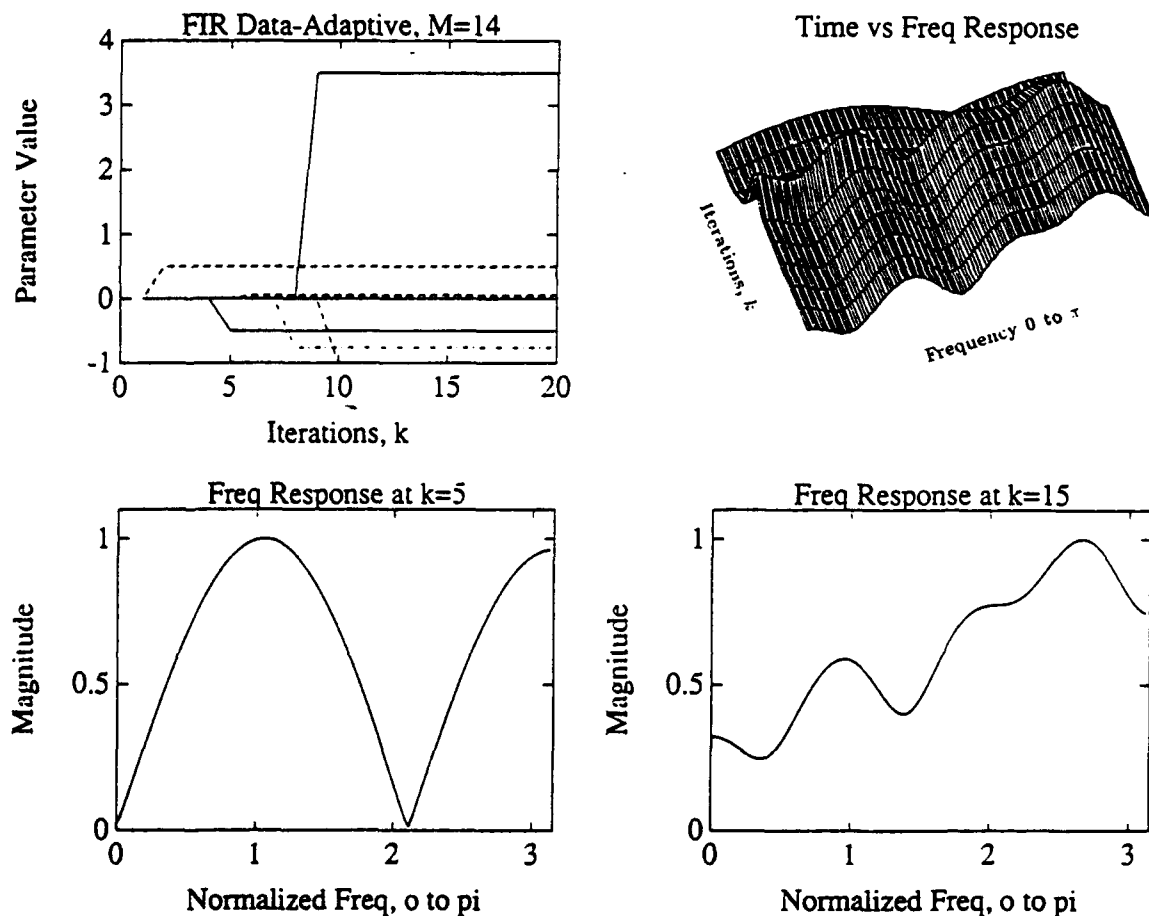 FIR Data-Adaptive, M=14
4
3
2
1
0
-1
0
5
10
15
20
Parameter Value
Iterations, k
Time vs Freq Response
Iterations, k
Frequency 0 to π
Freq Response at k=5
1
0.5
0
0
1
2
3
Magnitude
Normalized Freq, o to pi
Freq Response at k=15
1
0.5
0
0
1
2
3
Magnitude
Normalized Freq, o to pi